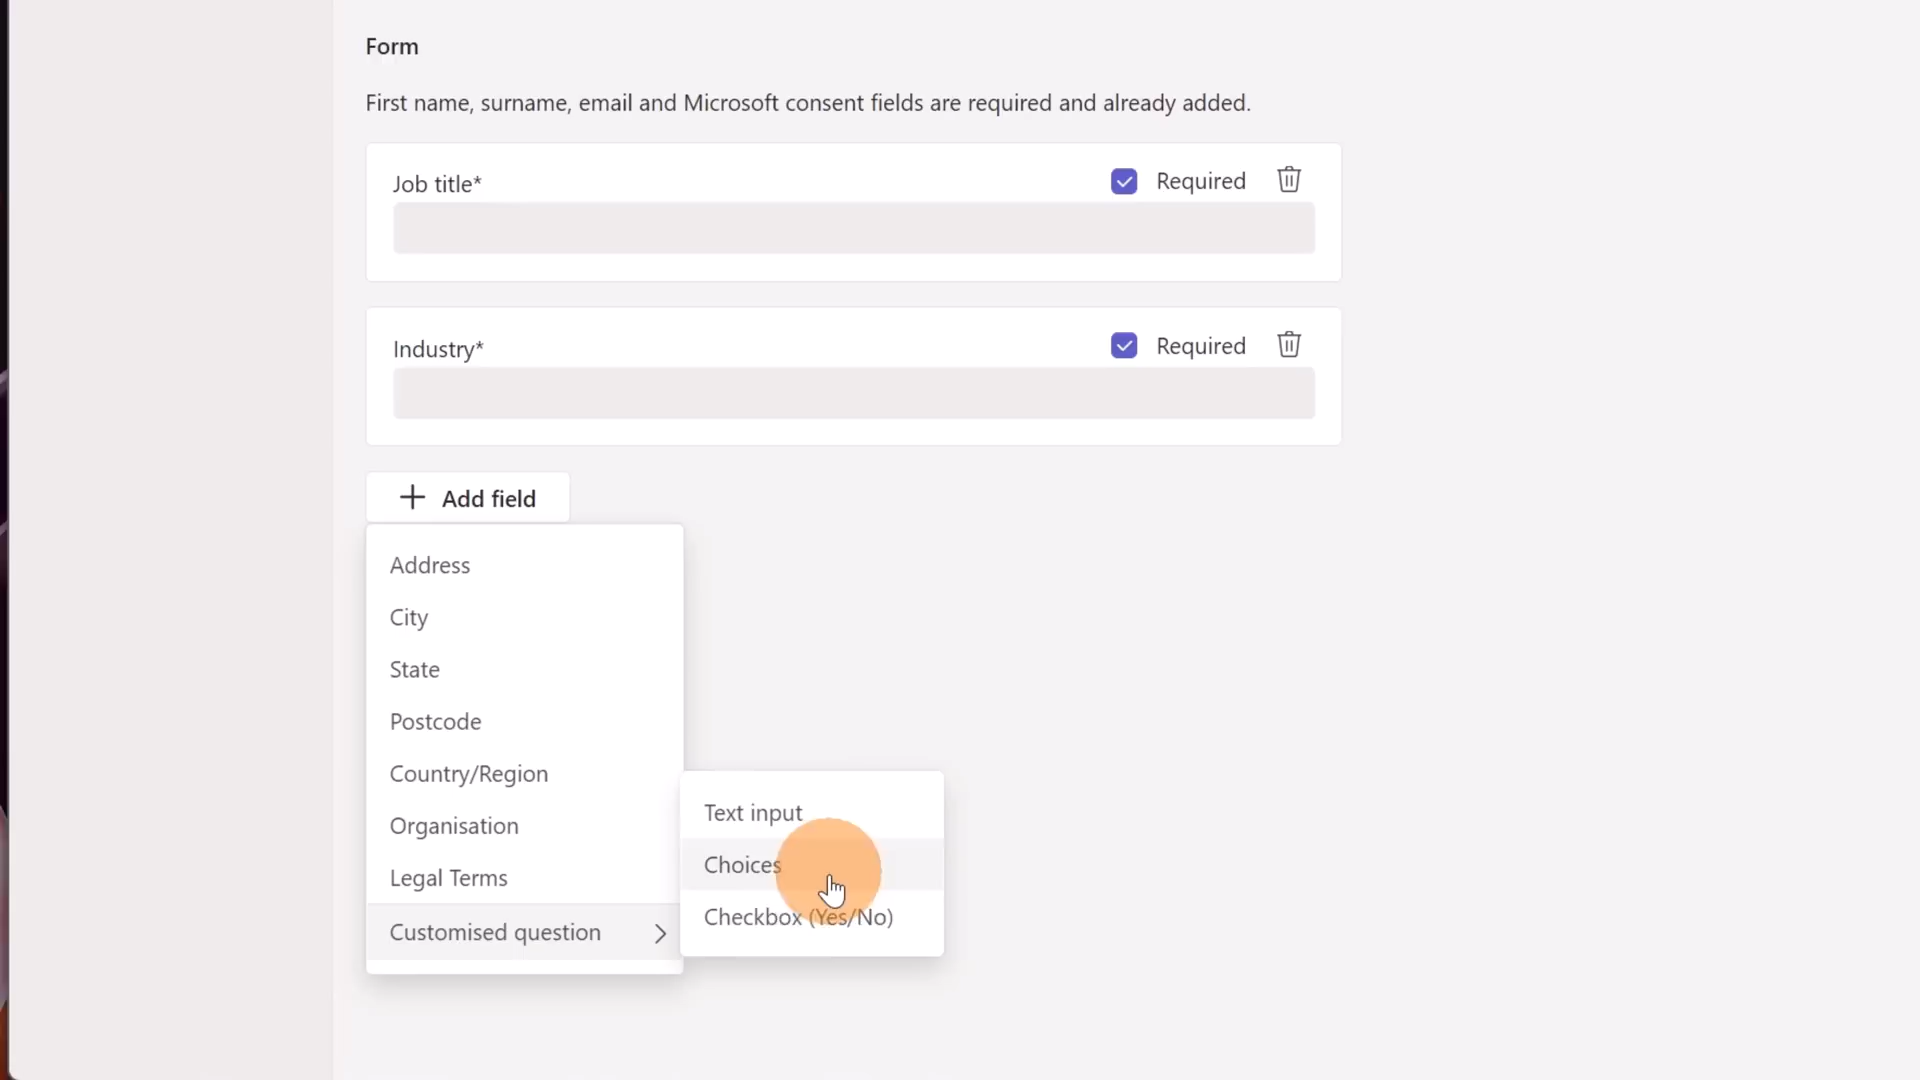 Form
First name, surname, email and Microsoft consent fields are required and already added.
Job title*
Required
Industry*
Required
Add field
Address
City
State
Postcode
Country/Region
Organisation
Legal Terms
Customised question
Text input
Choices
Checkbox (Yes/No)